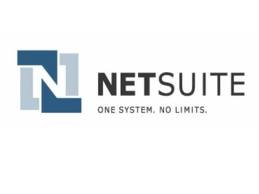 N
NETSUITE
ONE SYSTEM. NO LIMITS.